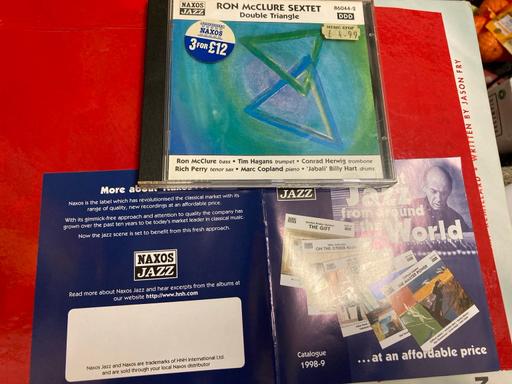 NAXOS
JAZZ
RON McCLURE SEXTET
Double Triangle
86044-2
DDD
3 FOR £12
£ 4.99
Ron McClure bass • Tim Hagans trumpet • Conrad Herwig trombone
Rich Perry tenor sax • Marc Copland piano • 'Jabali' Billy Hart drums
WRITTEN BY JASON FRY
More about
Naxos is the label which has revolutionised the classical market with its
range of quality, new recordings at an affordable price.
With its gimmick-free approach and attention to quality the company has
grown over the past ten years to be today's market leader in classical music.
Now the jazz scene is set to benefit from this fresh approach.
NAXOS
JAZZ
Read more about Naxos Jazz and hear excerpts from the albums at
our website http://www.hnh.com
Naxos Jazz and Naxos are trademarks of HNH International Ltd.
and are sold through your local Naxos distributor
JAZZ
Jazz
from around
World
THE GIFT
ON THE OTHER
Catalogue
1998-9
...at an affordable price